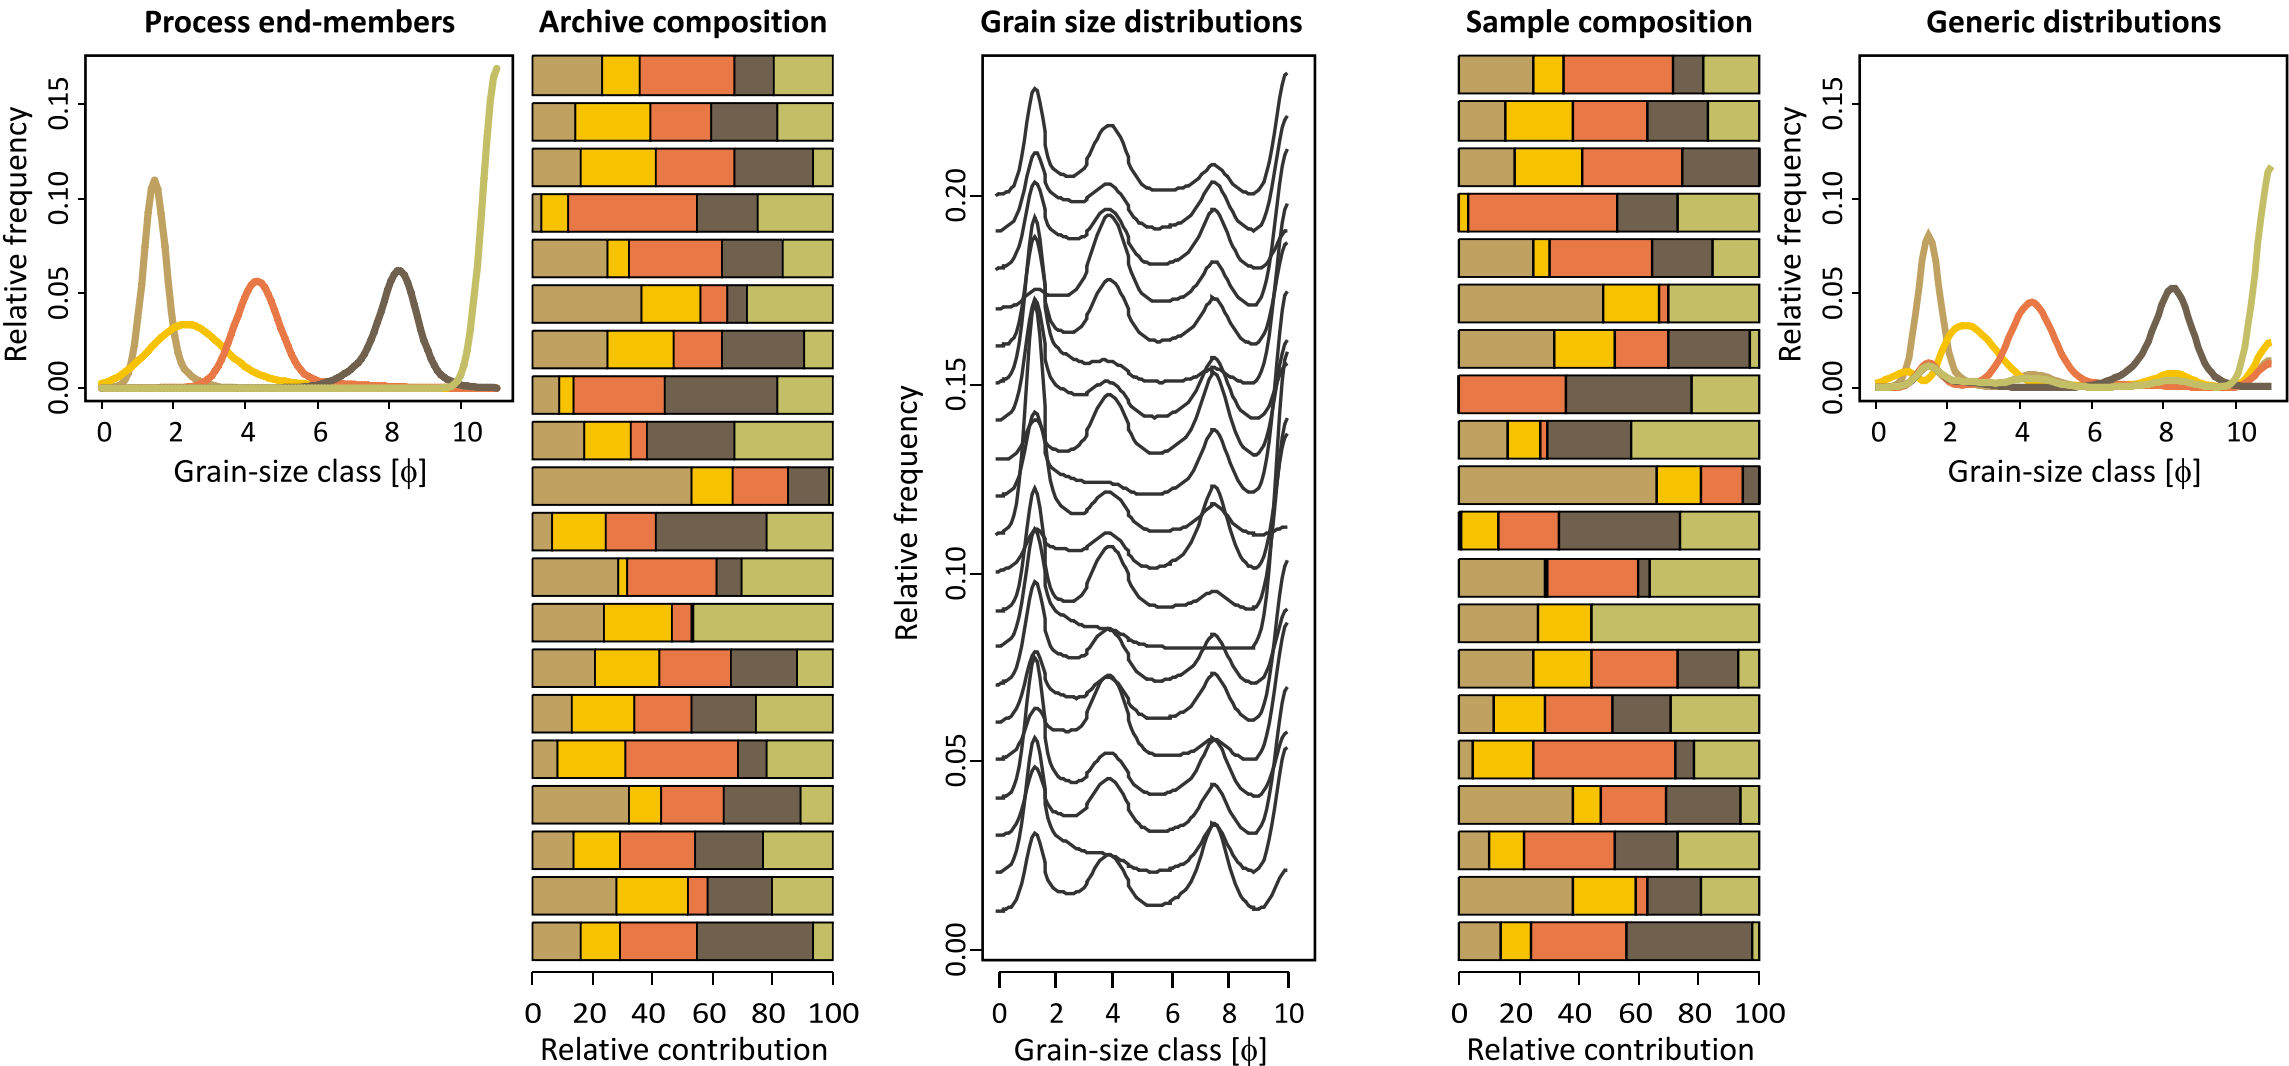 Process end-members
Archive composition
Grain size distributions
Sample composition
Generic distributions
Relative frequency
0.00 0.05 0.10 0.15
0 2 4 6 8 10
Grain-size class [ϕ]
0 20 40 60 80 100
Relative contribution
Relative frequency
0.00 0.05 0.10 0.15 0.20
0 2 4 6 8 10
Grain-size class [ϕ]
0 20 40 60 80 100
Relative contribution
Relative frequency
0.00 0.05 0.10 0.15
0 2 4 6 8 10
Grain-size class [ϕ]